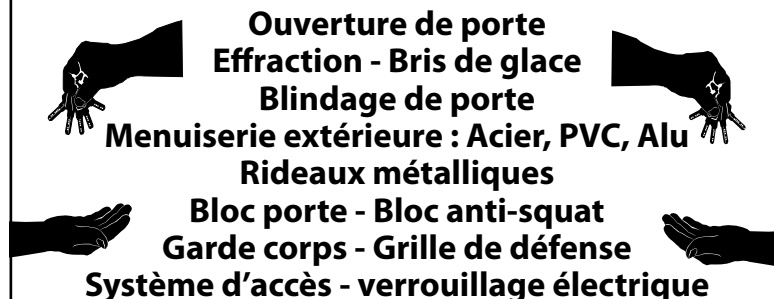 Ouverture de porte
Effraction - Bris de glace
Blindage de porte
Menuiserie extérieure : Acier, PVC, Alu
Rideaux métalliques
Bloc porte - Bloc anti-squat
Garde corps - Grille de défense
Système d’accès - verrouillage électrique